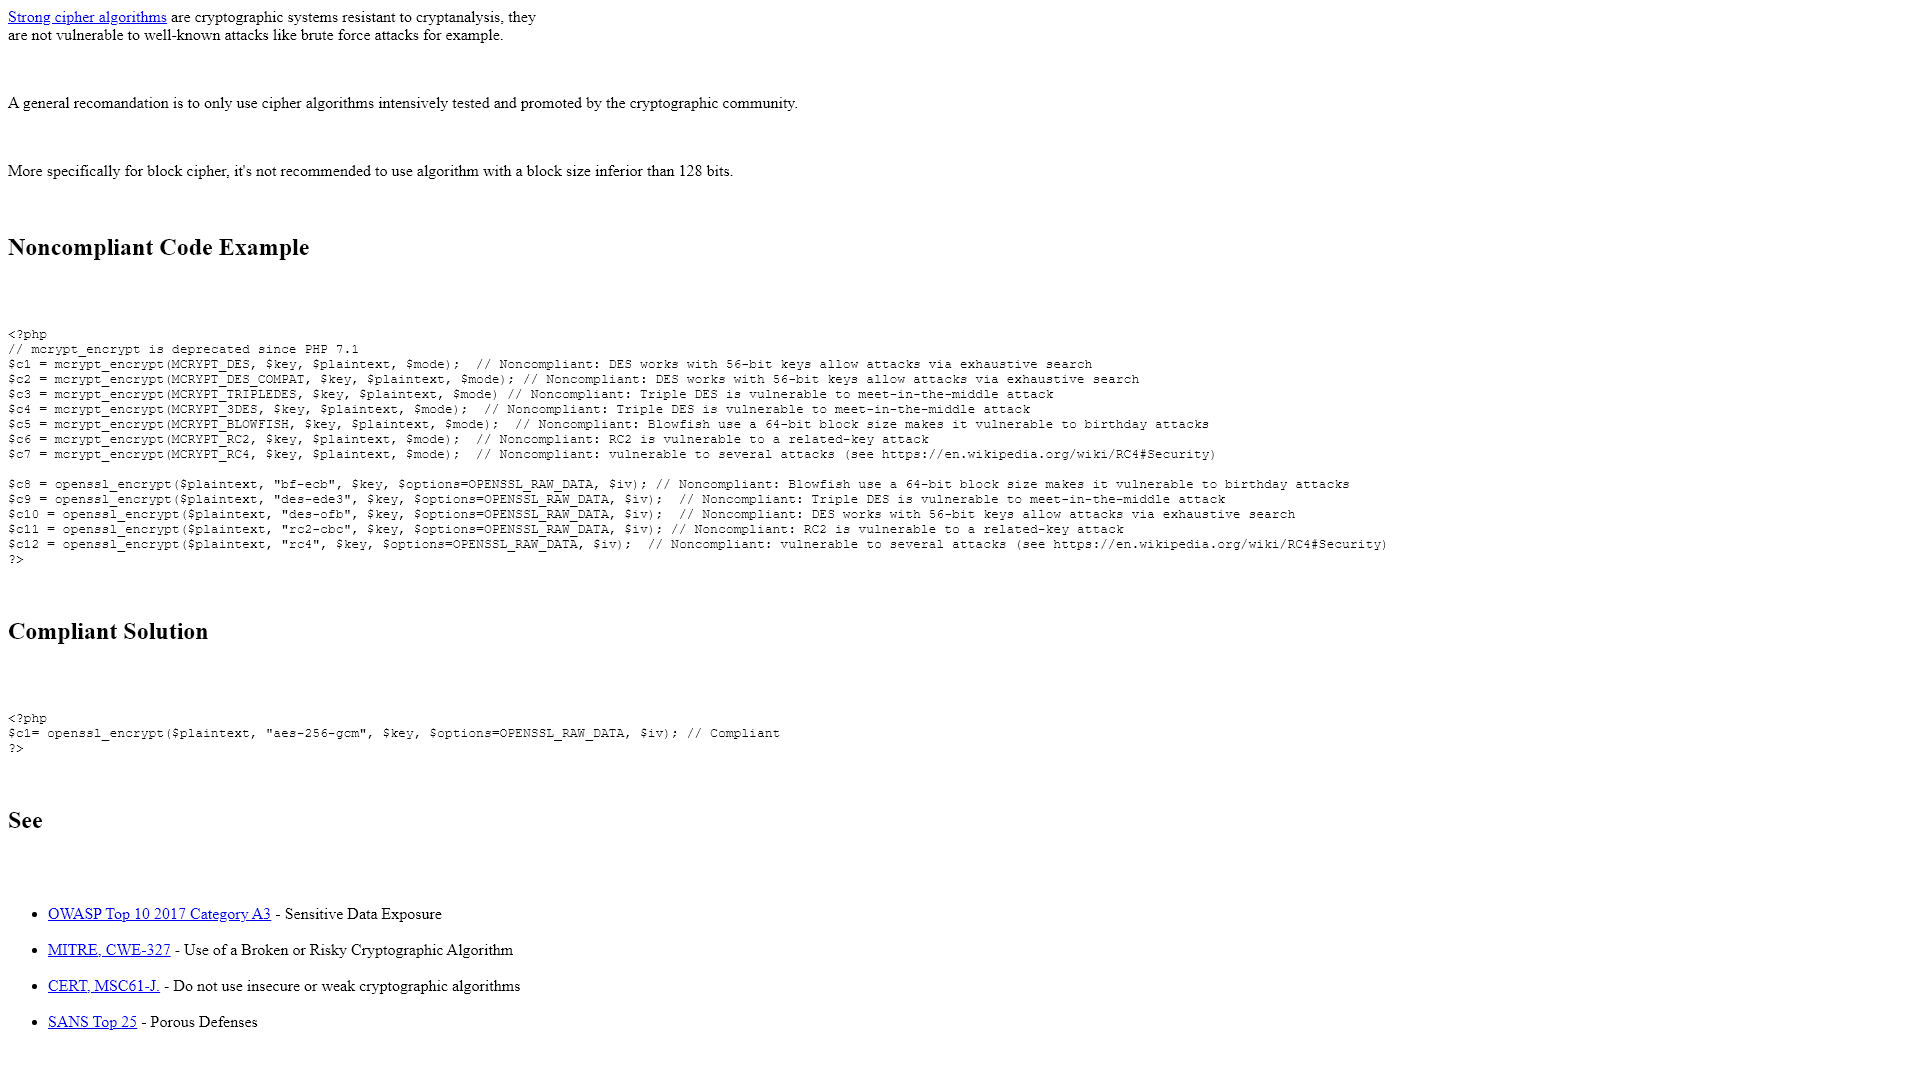 Strong cipher algorithms are cryptographic systems resistant to cryptanalysis, they
are not vulnerable to well-known attacks like brute force attacks for example.
A general recomandation is to only use cipher algorithms intensively tested and promoted by the cryptographic community.
More specifically for block cipher, it's not recommended to use algorithm with a block size inferior than 128 bits.
Noncompliant Code Example
<?php
// mcrypt_encrypt is deprecated since PHP 7.1
$c1 = mcrypt_encrypt(MCRYPT_DES, $key, $plaintext, $mode);  // Noncompliant: DES works with 56-bit keys allow attacks via exhaustive search
$c2 = mcrypt_encrypt(MCRYPT_DES_COMPAT, $key, $plaintext, $mode); // Noncompliant: DES works with 56-bit keys allow attacks via exhaustive search
$c3 = mcrypt_encrypt(MCRYPT_TRIPLEDES, $key, $plaintext, $mode) // Noncompliant: Triple DES is vulnerable to meet-in-the-middle attack
$c4 = mcrypt_encrypt(MCRYPT_3DES, $key, $plaintext, $mode);  // Noncompliant: Triple DES is vulnerable to meet-in-the-middle attack
$c5 = mcrypt_encrypt(MCRYPT_BLOWFISH, $key, $plaintext, $mode);  // Noncompliant: Blowfish use a 64-bit block size makes it vulnerable to birthday attacks
$c6 = mcrypt_encrypt(MCRYPT_RC2, $key, $plaintext, $mode);  // Noncompliant: RC2 is vulnerable to a related-key attack
$c7 = mcrypt_encrypt(MCRYPT_RC4, $key, $plaintext, $mode);  // Noncompliant: vulnerable to several attacks (see https://en.wikipedia.org/wiki/RC4#Security)
$c8 = openssl_encrypt($plaintext, "bf-ecb", $key, $options=OPENSSL_RAW_DATA, $iv); // Noncompliant: Blowfish use a 64-bit block size makes it vulnerable to birthday attacks
$c9 = openssl_encrypt($plaintext, "des-ede3", $key, $options=OPENSSL_RAW_DATA, $iv);  // Noncompliant: Triple DES is vulnerable to meet-in-the-middle attack
$c10 = openssl_encrypt($plaintext, "des-ofb", $key, $options=OPENSSL_RAW_DATA, $iv);  // Noncompliant: DES works with 56-bit keys allow attacks via exhaustive search
$c11 = openssl_encrypt($plaintext, "rc2-cbc", $key, $options=OPENSSL_RAW_DATA, $iv); // Noncompliant: RC2 is vulnerable to a related-key attack
$c12 = openssl_encrypt($plaintext, "rc4", $key, $options=OPENSSL_RAW_DATA, $iv);  // Noncompliant: vulnerable to several attacks (see https://en.wikipedia.org/wiki/RC4#Security)
?>
Compliant Solution
<?php
$c1= openssl_encrypt($plaintext, "aes-256-gcm", $key, $options=OPENSSL_RAW_DATA, $iv); // Compliant
?>
See
• OWASP Top 10 2017 Category A3 - Sensitive Data Exposure
• MITRE, CWE-327 - Use of a Broken or Risky Cryptographic Algorithm
• CERT, MSC61-J. - Do not use insecure or weak cryptographic algorithms
• SANS Top 25 - Porous Defenses